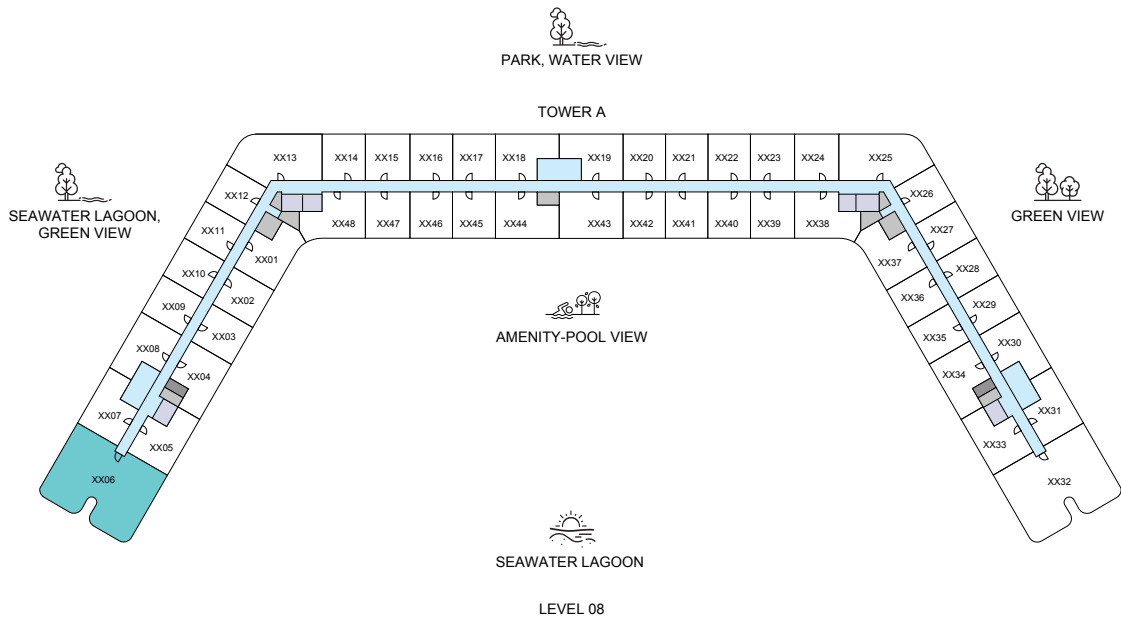 PARK, WATER VIEW
TOWER A
XX13
XX14
XX15
XX16
XX17
XX18
XX19
XX20
XX21
XX22
XX23
XX24
XX25
XX12
XX26
SEAWATER LAGOON,
GREEN VIEW
GREEN VIEW
XX48
XX47
XX46
XX45
XX44
XX43
XX42
XX41
XX40
XX39
XX38
XX11
XX27
XX01
XX37
XX10
XX28
XX02
XX36
XX09
XX29
XX03
XX35
AMENITY-POOL VIEW
XX08
XX30
XX04
XX34
XX07
XX31
XX05
XX33
XX06
XX32
SEAWATER LAGOON
LEVEL 08